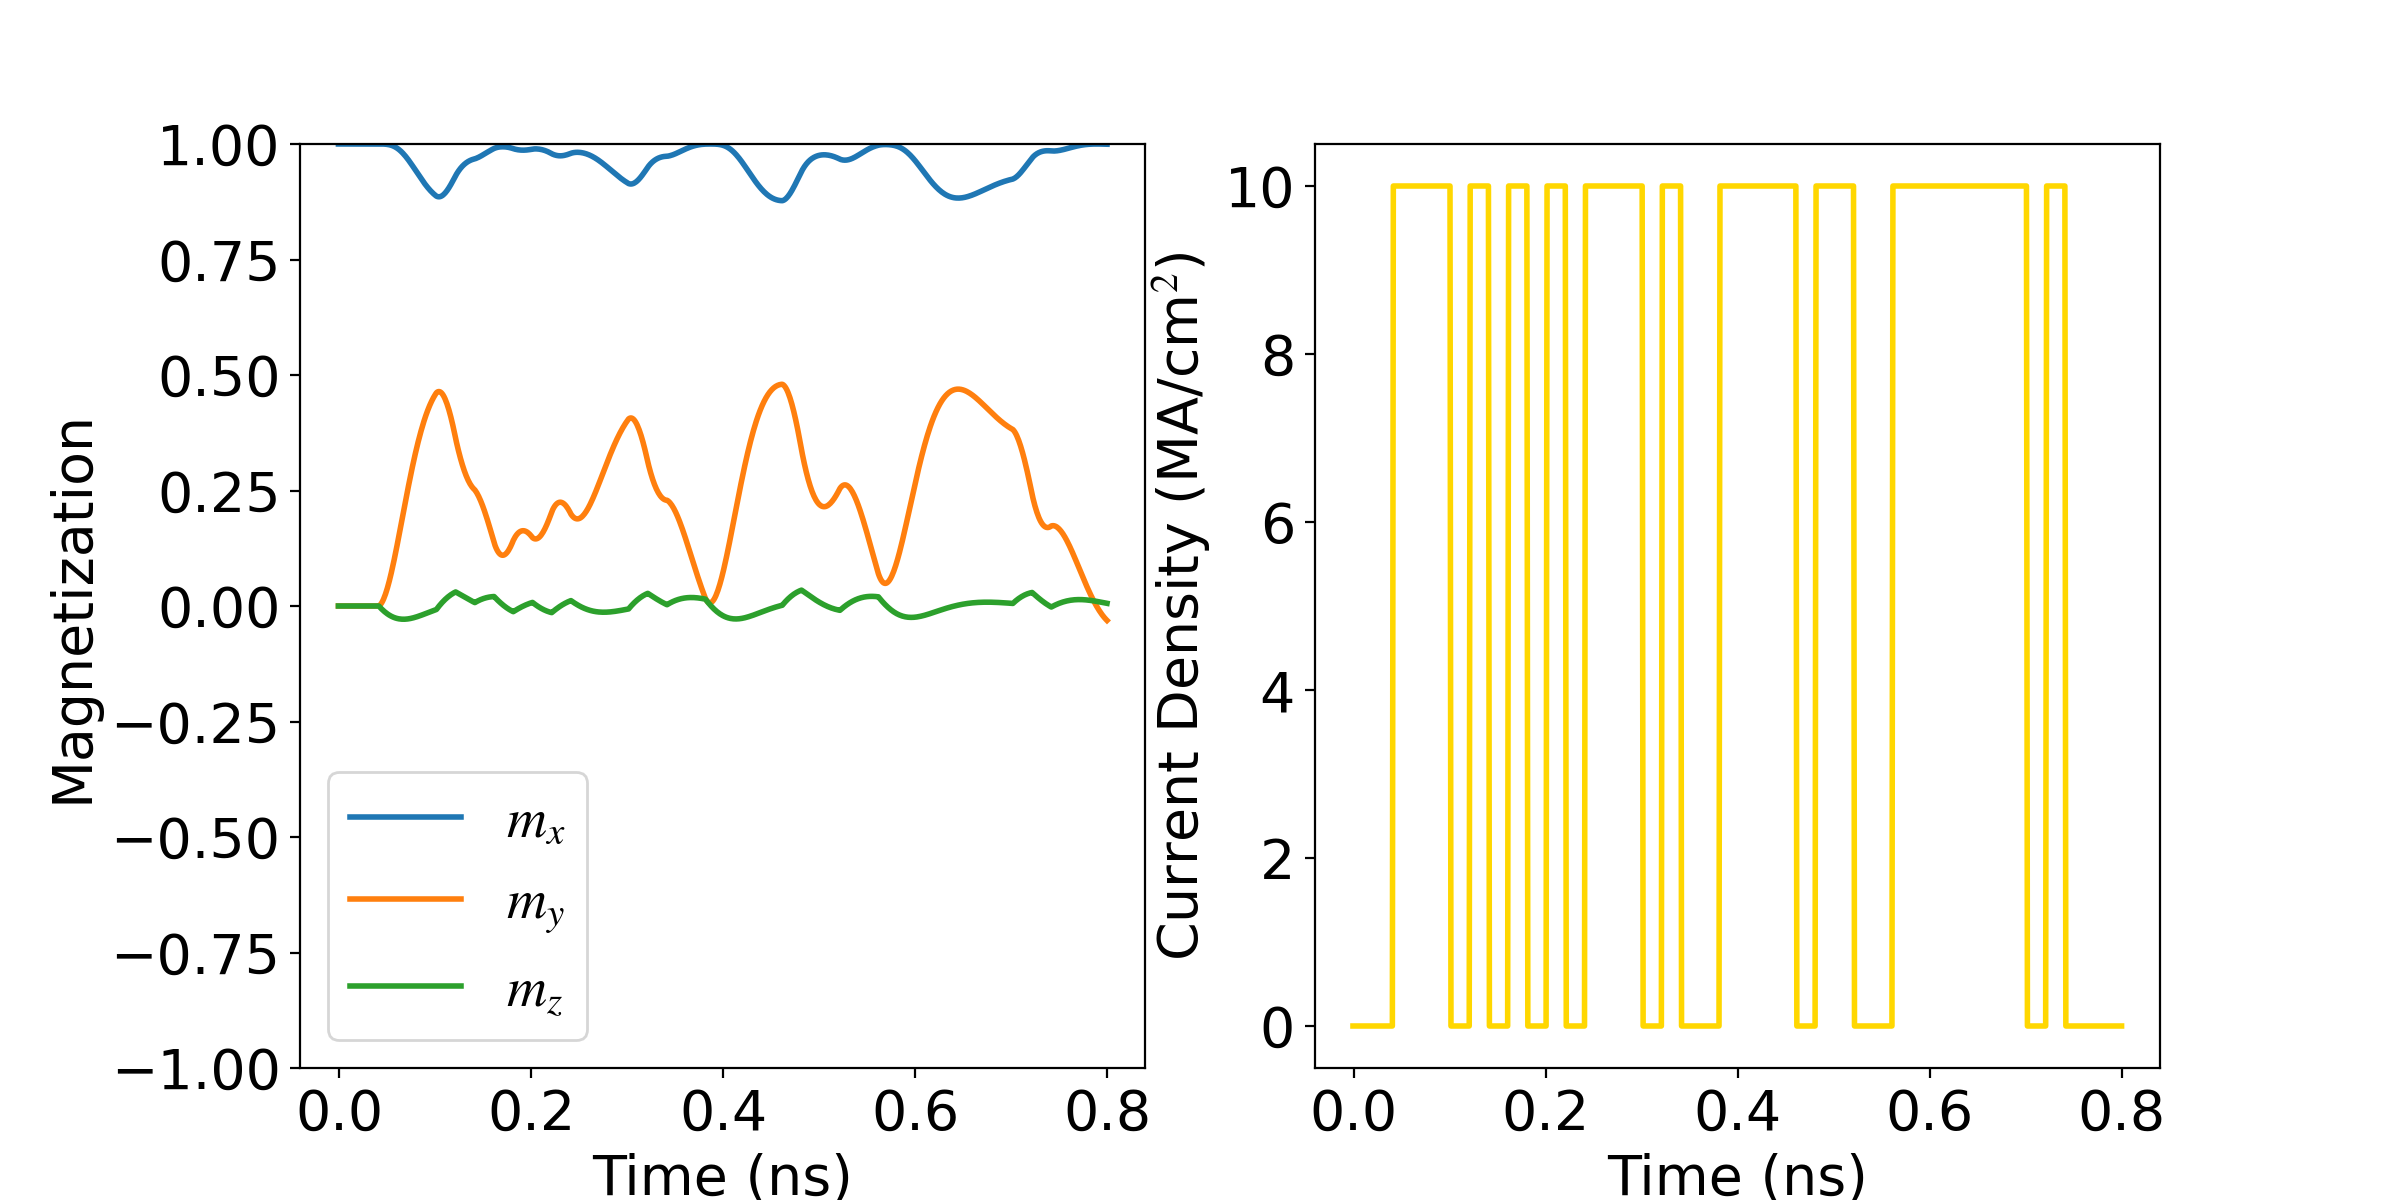 Magnetization
1.00
0.75
0.50
0.25
0.00
−0.25
−0.50
−0.75
−1.00
m_x
m_y
m_z
0.0 0.2 0.4 0.6 0.8
Time (ns)
Current Density (MA/cm²)
10
8
6
4
2
0
0.0 0.2 0.4 0.6 0.8
Time (ns)